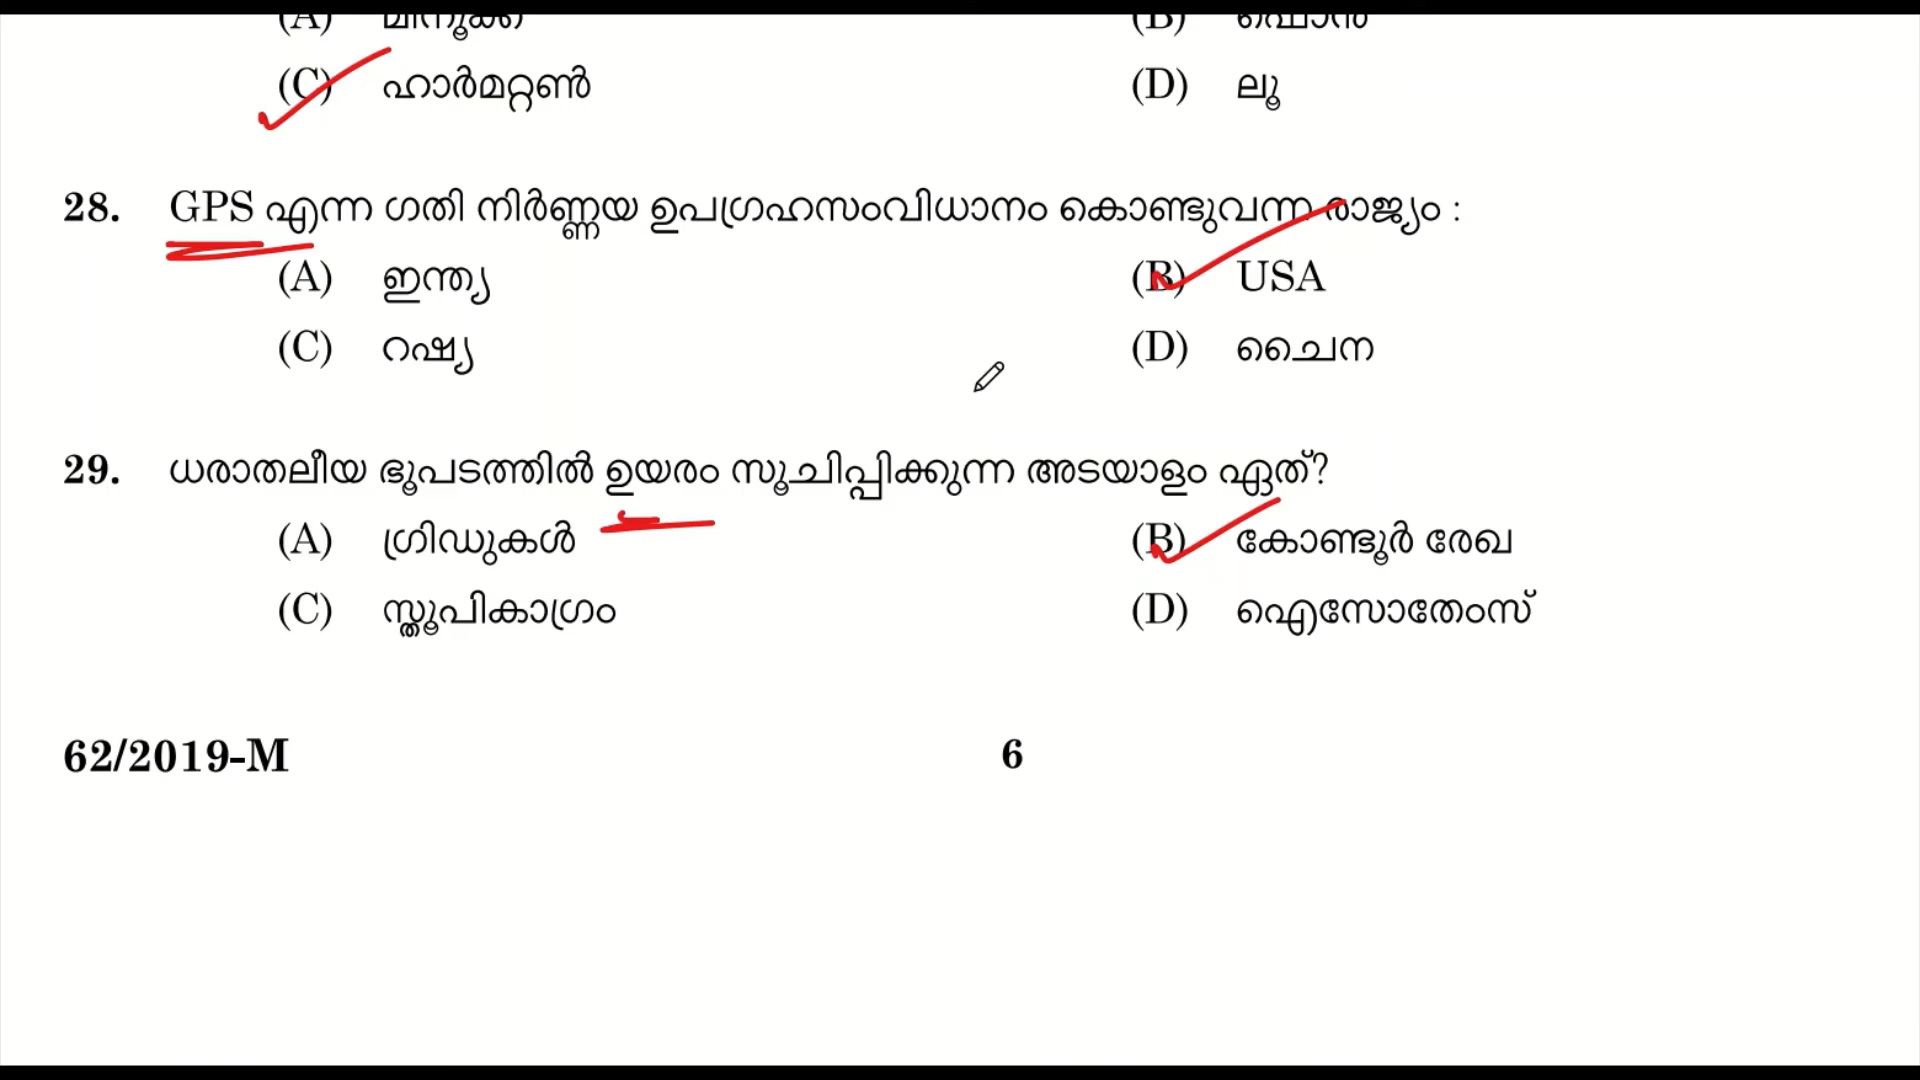 (A) മിനൂക്ക (B) ഫൊൻ
(C) ഹാർമറ്റൺ (D) ലൂ
28. GPS എന്ന ഗതി നിർണ്ണയ ഉപഗ്രഹസംവിധാനം കൊണ്ടുവന്ന രാജ്യം :
(A) ഇന്ത്യ (B) USA
(C) റഷ്യ (D) ചൈന
29. ധരാതലീയ ഭൂപടത്തിൽ ഉയരം സൂചിപ്പിക്കുന്ന അടയാളം ഏത്?
(A) ഗ്രിഡുകൾ (B) കോണ്ടൂർ രേഖ
(C) സ്തൂപികാഗ്രം (D) ഐസോതേംസ്
62/2019-M 6